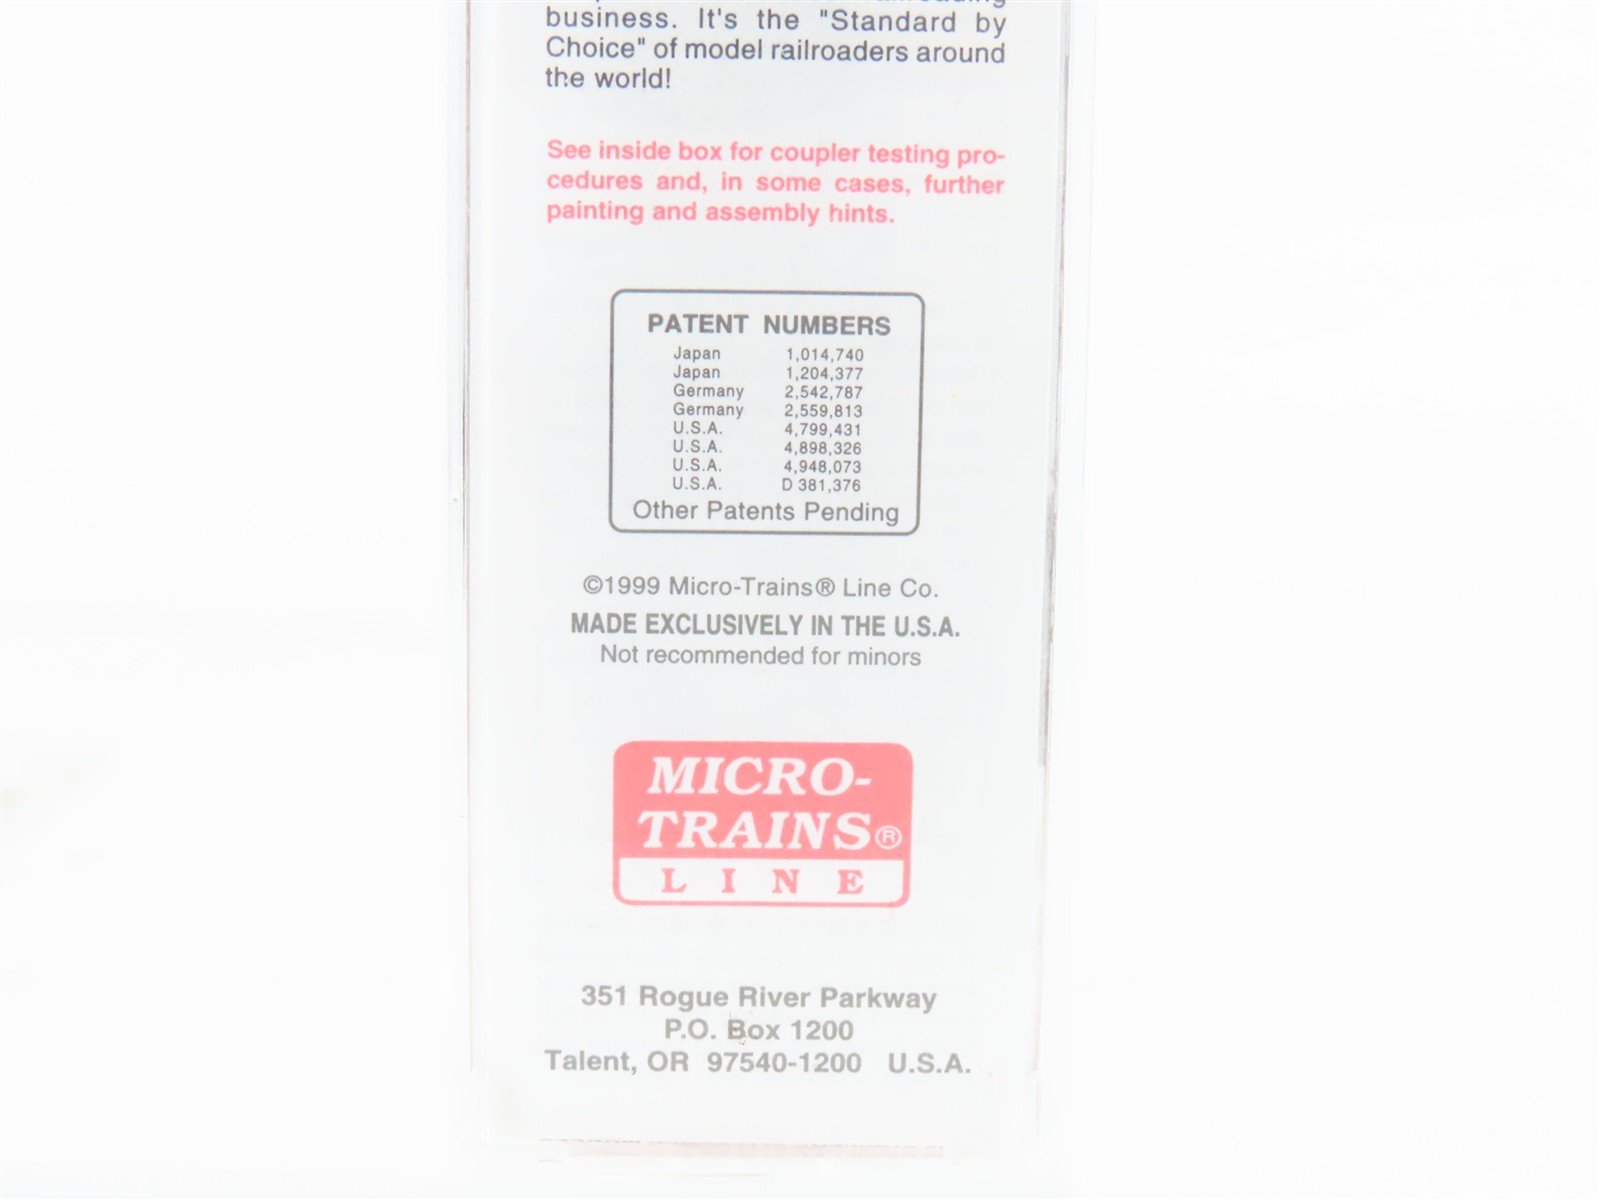 business. It's the "Standard by
Choice" of model railroaders around
the world!
See inside box for coupler testing pro-
cedures and, in some cases, further
painting and assembly hints.
PATENT NUMBERS
Japan 1,014,740
Japan 1,204,377
Germany 2,542,787
Germany 2,559,813
U.S.A. 4,799,431
U.S.A. 4,898,326
U.S.A. 4,948,073
U.S.A. D 381,376
Other Patents Pending
©1999 Micro-Trains® Line Co.
MADE EXCLUSIVELY IN THE U.S.A.
Not recommended for minors
MICRO-
TRAINS®
LINE
351 Rogue River Parkway
P.O. Box 1200
Talent, OR 97540-1200 U.S.A.